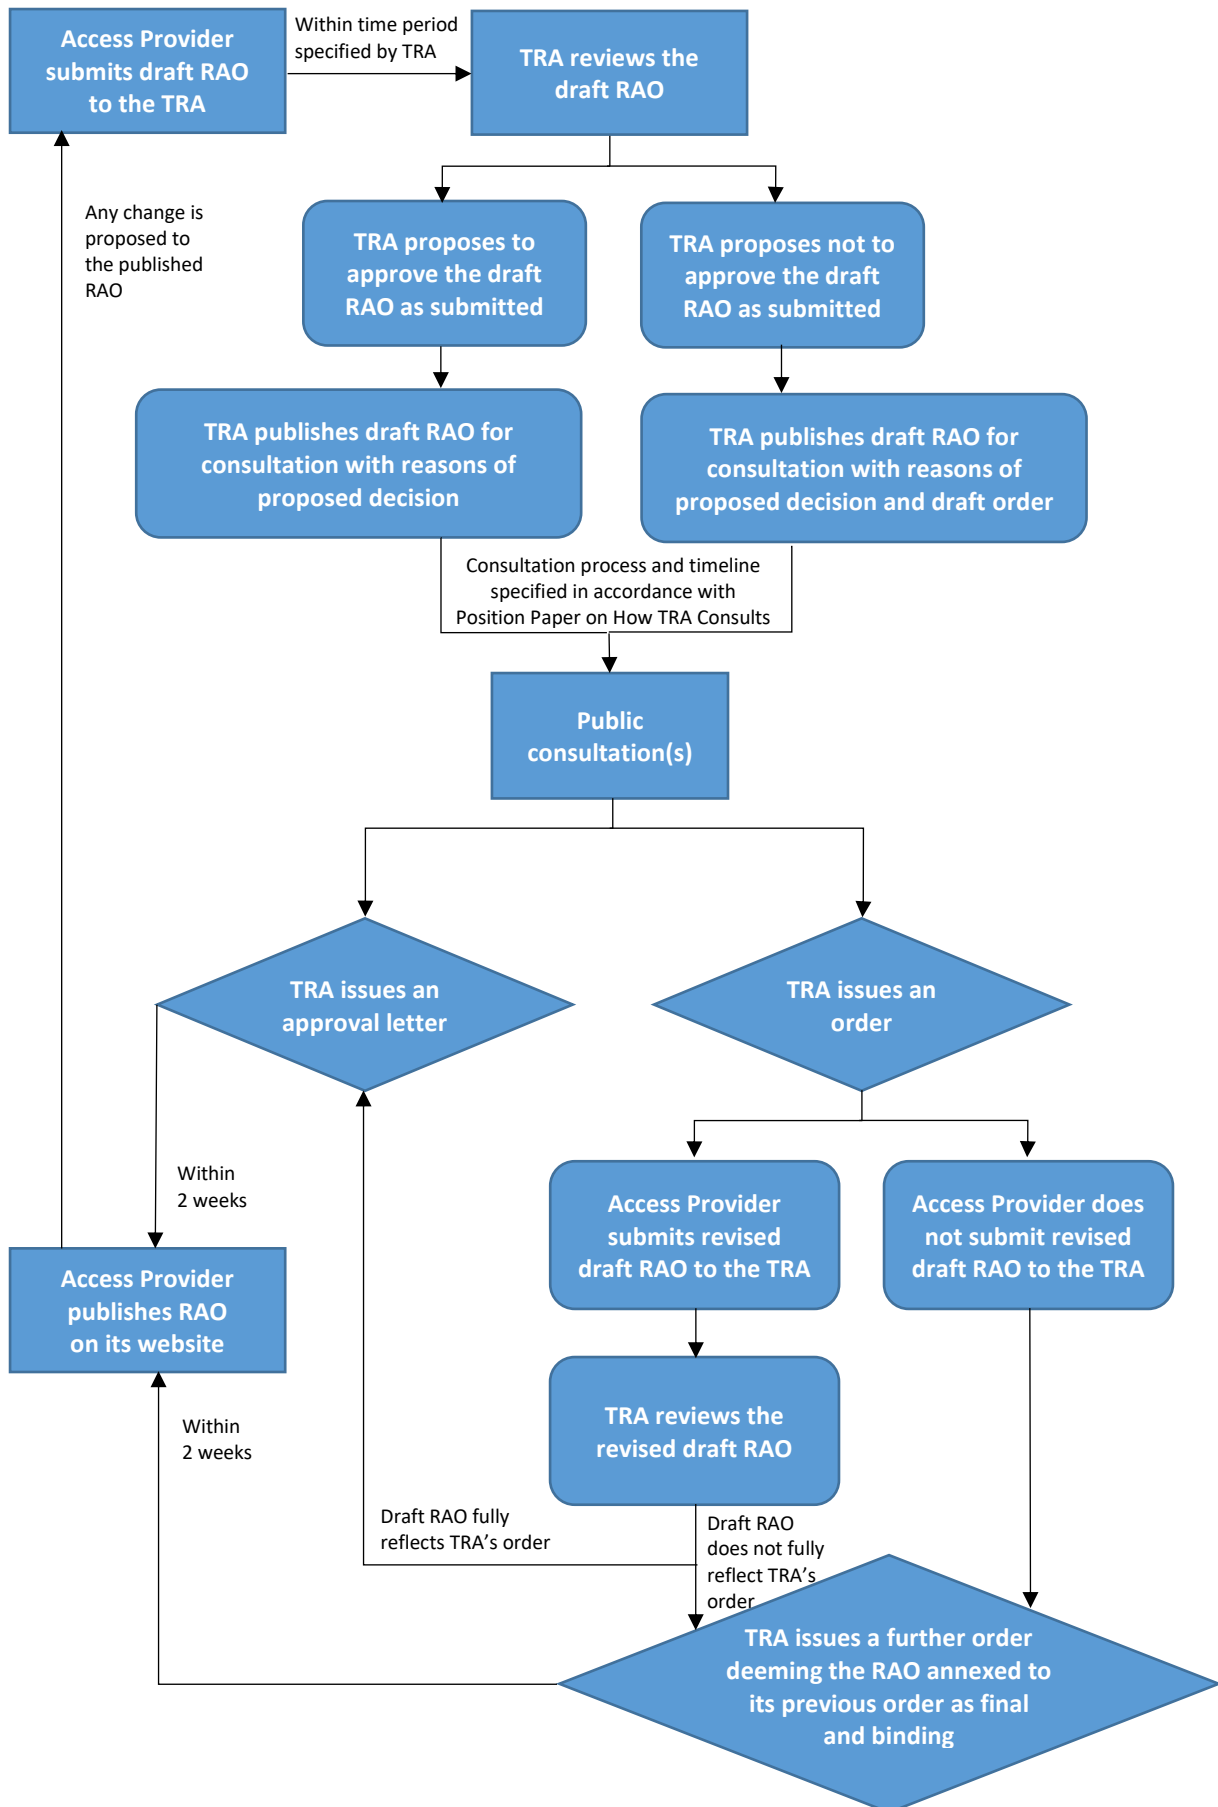 Access Provider
submits draft RAO
to the TRA
Within time period
specified by TRA
TRA reviews the
draft RAO
Any change is
proposed to
the published
RAO
TRA proposes to
approve the draft
RAO as submitted
TRA proposes not to
approve the draft
RAO as submitted
TRA publishes draft RAO for
consultation with reasons of
proposed decision
TRA publishes draft RAO for
consultation with reasons of
proposed decision and draft order
Consultation process and timeline
specified in accordance with
Position Paper on How TRA Consults
Public
consultation(s)
TRA issues an
approval letter
TRA issues an
order
Within
2 weeks
Access Provider
submits revised
draft RAO to the TRA
Access Provider does
not submit revised
draft RAO to the TRA
Access Provider
publishes RAO
on its website
TRA reviews the
revised draft RAO
Within
2 weeks
Draft RAO fully
reflects TRA’s order
Draft RAO
does not fully
reflect TRA’s
order
TRA issues a further order
deeming the RAO annexed to
its previous order as final
and binding